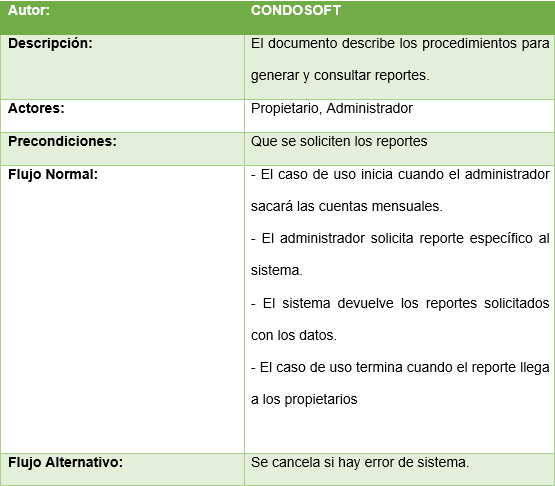 Autor: CONDOSOFT
Descripción: El documento describe los procedimientos para
generar y consultar reportes.
Actores: Propietario, Administrador
Precondiciones: Que se soliciten los reportes
Flujo Normal: - El caso de uso inicia cuando el administrador
sacará las cuentas mensuales.
- El administrador solicita reporte específico al
sistema.
- El sistema devuelve los reportes solicitados
con los datos.
- El caso de uso termina cuando el reporte llega
a los propietarios
Flujo Alternativo: Se cancela si hay error de sistema.